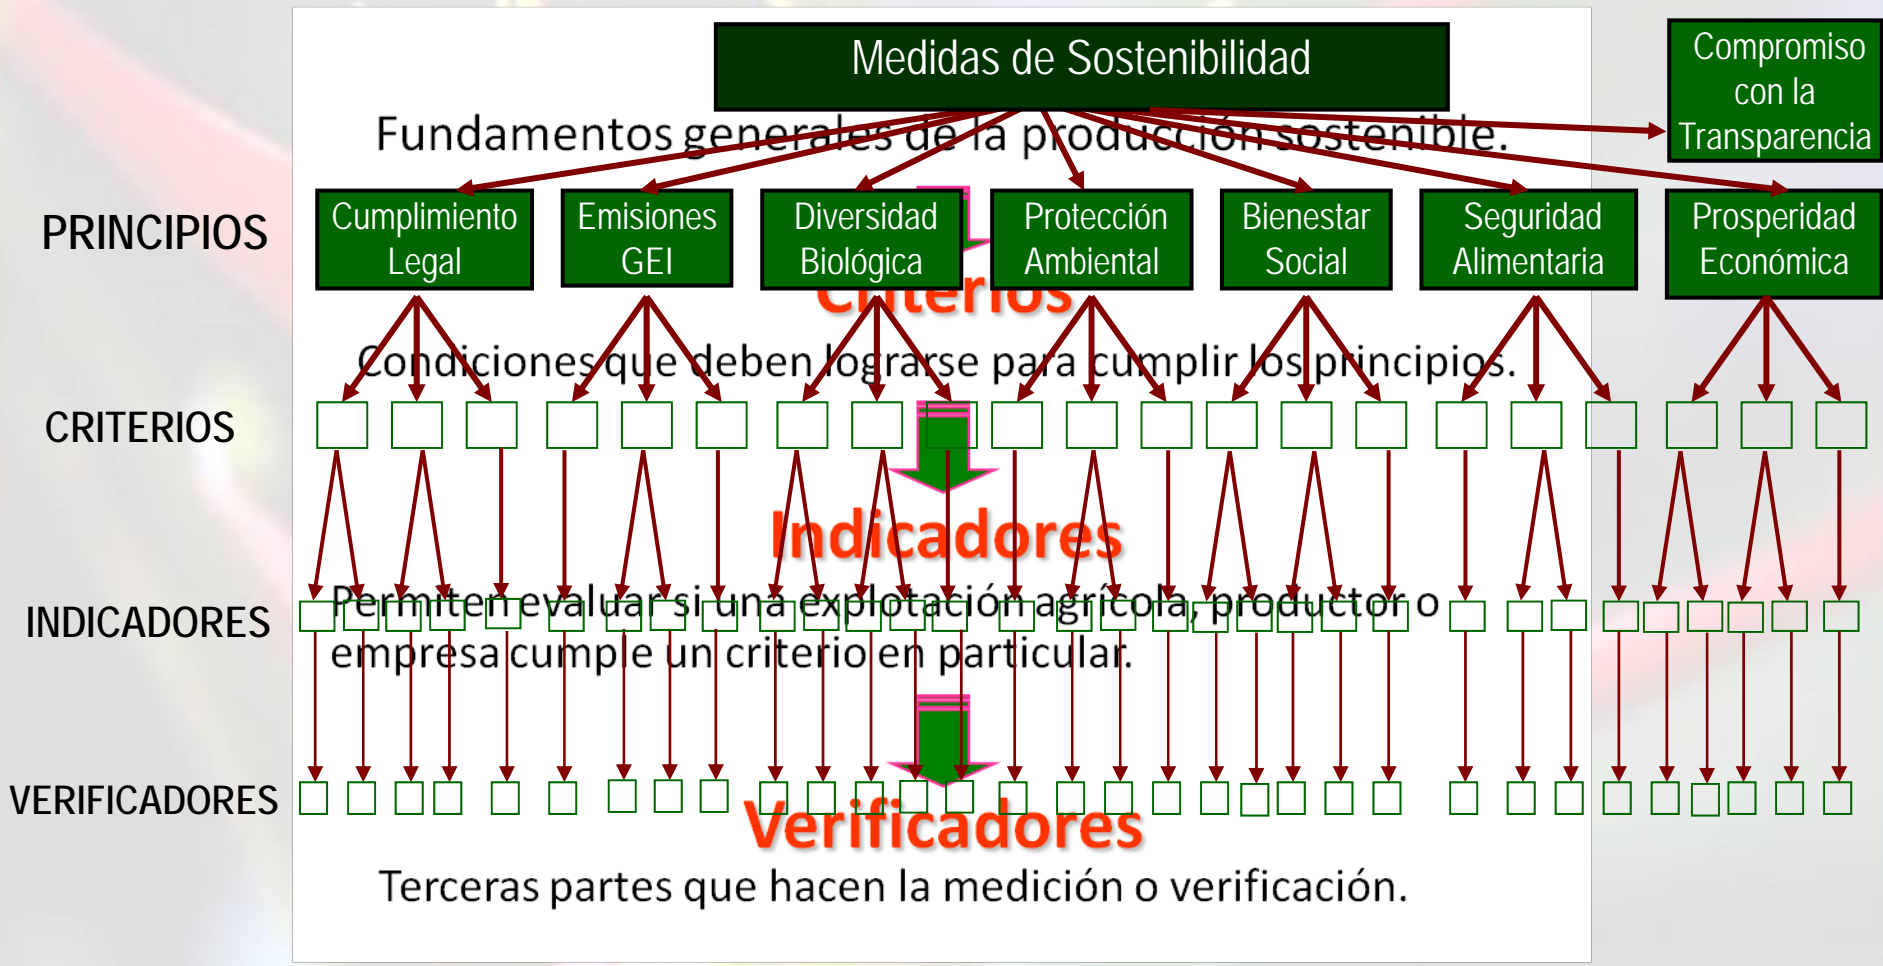 Medidas de Sostenibilidad
Compromiso
con la
Transparencia
Fundamentos generales de la producción sostenible.
PRINCIPIOS
Cumplimiento
Legal
Emisiones
GEI
Diversidad
Biológica
Protección
Ambiental
Bienestar
Social
Seguridad
Alimentaria
Prosperidad
Económica
Criterios
Condiciones que deben lograrse para cumplir los principios.
CRITERIOS
Indicadores
INDICADORES
Permiten evaluar si una explotación agrícola, productor o
empresa cumple un criterio en particular.
VERIFICADORES
Verificadores
Terceras partes que hacen la medición o verificación.